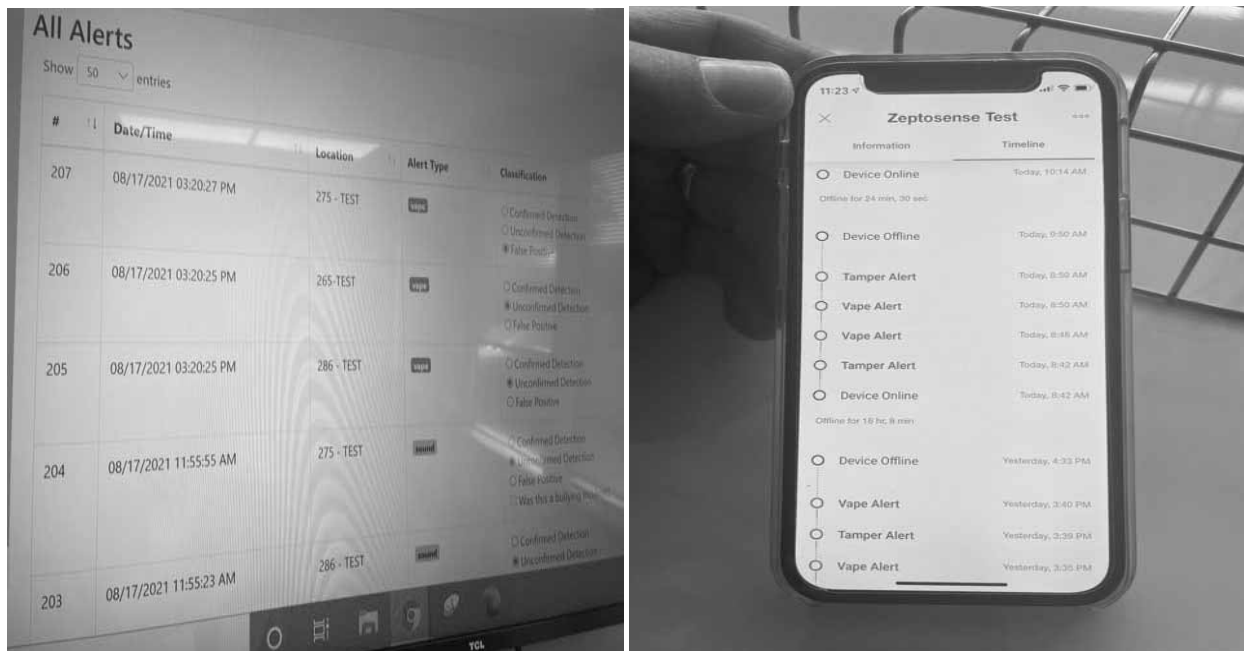 All Alerts
Show 50 entries
# Date/Time Location Alert Type Classification
207 08/17/2021 03:20:27 PM 275 - TEST vape
Confirmed Detection
Unconfirmed Detection
False Positive
206 08/17/2021 03:20:25 PM 265-TEST vape
Confirmed Detection
Unconfirmed Detection
False Positive
205 08/17/2021 03:20:25 PM 286 - TEST vape
Confirmed Detection
Unconfirmed Detection
False Positive
204 08/17/2021 11:55:55 AM 275 - TEST sound
Confirmed Detection
Unconfirmed Detection
False Positive
Was this a bullying
203 08/17/2021 11:55:23 AM 286 - TEST sound
Confirmed Detection
Unconfirmed Detection
TCL
11:23
Zeptosense Test
Information Timeline
Device Online Today, 10:14 AM
Offline for 24 min, 30 sec
Device Offline Today, 9:50 AM
Tamper Alert Today, 8:50 AM
Vape Alert Today, 8:50 AM
Vape Alert Today, 8:46 AM
Tamper Alert Today, 8:42 AM
Device Online Today, 8:42 AM
Offline for 16 hr, 8 min
Device Offline Yesterday, 4:33 PM
Vape Alert Yesterday, 3:40 PM
Tamper Alert Yesterday, 3:39 PM
Vape Alert Yesterday, 3:35 PM